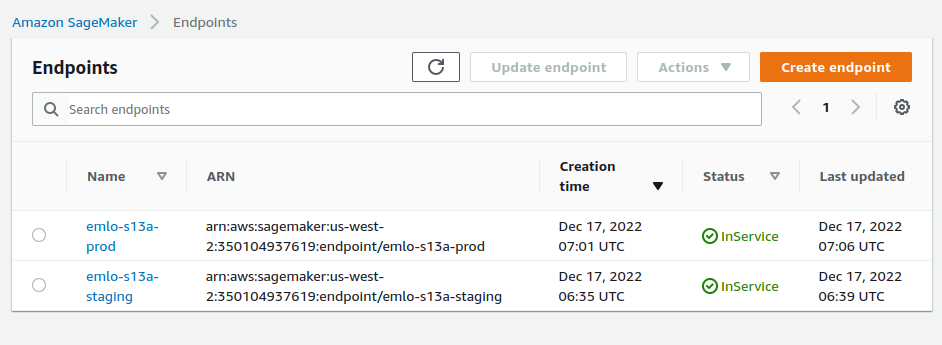 Amazon SageMaker > Endpoints
Endpoints
Update endpoint
Actions
Create endpoint
Search endpoints
1
Name
ARN
Creation
time
Status
Last updated
emlo-s13a-
prod
arn:aws:sagemaker:us-west-
2:350104937619:endpoint/emlo-s13a-prod
Dec 17, 2022
07:01 UTC
InService
Dec 17, 2022
07:06 UTC
emlo-s13a-
staging
arn:aws:sagemaker:us-west-
2:350104937619:endpoint/emlo-s13a-staging
Dec 17, 2022
06:35 UTC
InService
Dec 17, 2022
06:39 UTC